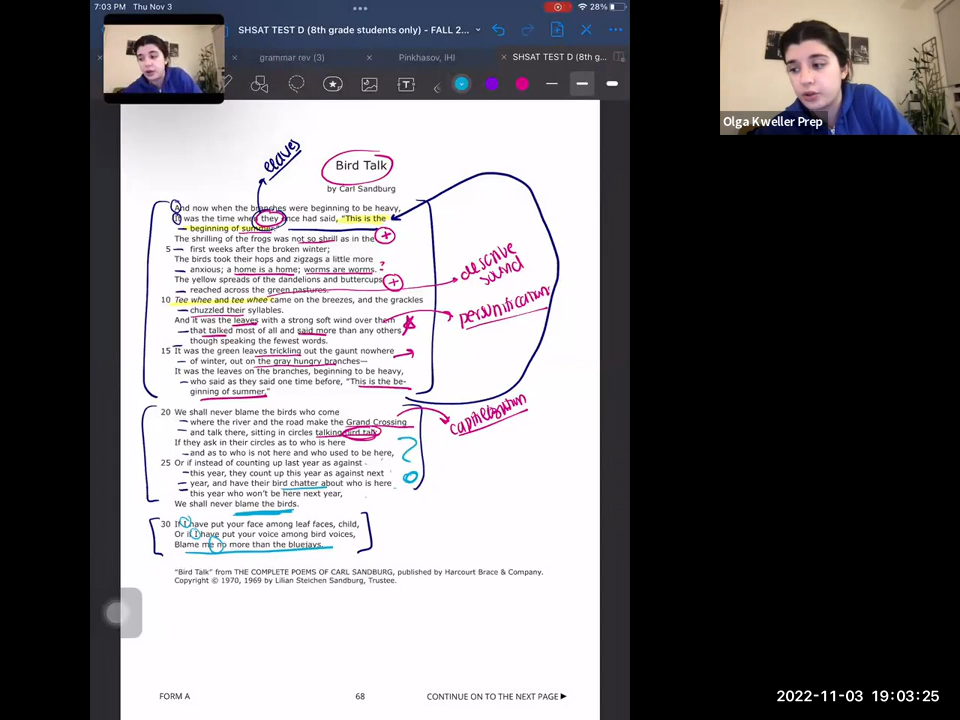 7:03 PM Thu Nov 3
28%
SHSAT TEST D (8th grade students only) - FALL 2...
grammar rev (3)
Pinkhasov, IHI
SHSAT TEST D (8th g...
Olga Kweller Prep
leaves
Bird Talk
by Carl Sandburg
And now when the branches were beginning to be heavy,
It was the time when they once had said, “This is the
beginning of summer.”
The shrilling of the frogs was not so shrill as in the
5 first weeks after the broken winter;
The birds took their hops and zigzags a little more
anxious; a home is a home; worms are worms. ?
The yellow spreads of the dandelions and buttercups
reached across the green pastures.
describe sound
10 Tee whee and tee whee came on the breezes, and the grackles
chuzzled their syllables.
personification
And it was the leaves with a strong soft wind over them
that talked most of all and said more than any others
though speaking the fewest words.
15 It was the green leaves trickling out the gaunt nowhere
of winter, out on the gray hungry branches—
It was the leaves on the branches, beginning to be heavy,
who said as they said one time before, “This is the be-
ginning of summer.”
20 We shall never blame the birds who come
where the river and the road make the Grand Crossing
capitalization
and talk there, sitting in circles talking bird talk.
If they ask in their circles as to who is here
and as to who is not here and who used to be here,
25 Or if instead of counting up last year as against
this year, they count up this year as against next
year, and have their bird chatter about who is here
this year who won’t be here next year,
We shall never blame the birds.
30 If I have put your face among leaf faces, child,
Or if I have put your voice among bird voices,
Blame me no more than the bluejays.
“Bird Talk” from THE COMPLETE POEMS OF CARL SANDBURG, published by Harcourt Brace & Company.
Copyright © 1970, 1969 by Lilian Steichen Sandburg, Trustee.
FORM A 68 CONTINUE ON TO THE NEXT PAGE
2022-11-03 19:03:25